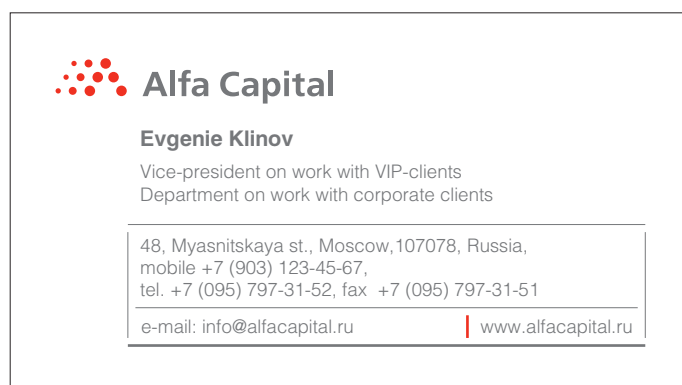 Alfa Capital
Evgenie Klinov
Vice-president on work with VIP-clients
Department on work with corporate clients
48, Myasnitskaya st., Moscow,107078, Russia,
mobile +7 (903) 123-45-67,
tel. +7 (095) 797-31-52, fax  +7 (095) 797-31-51
e-mail: info@alfacapital.ru www.alfacapital.ru